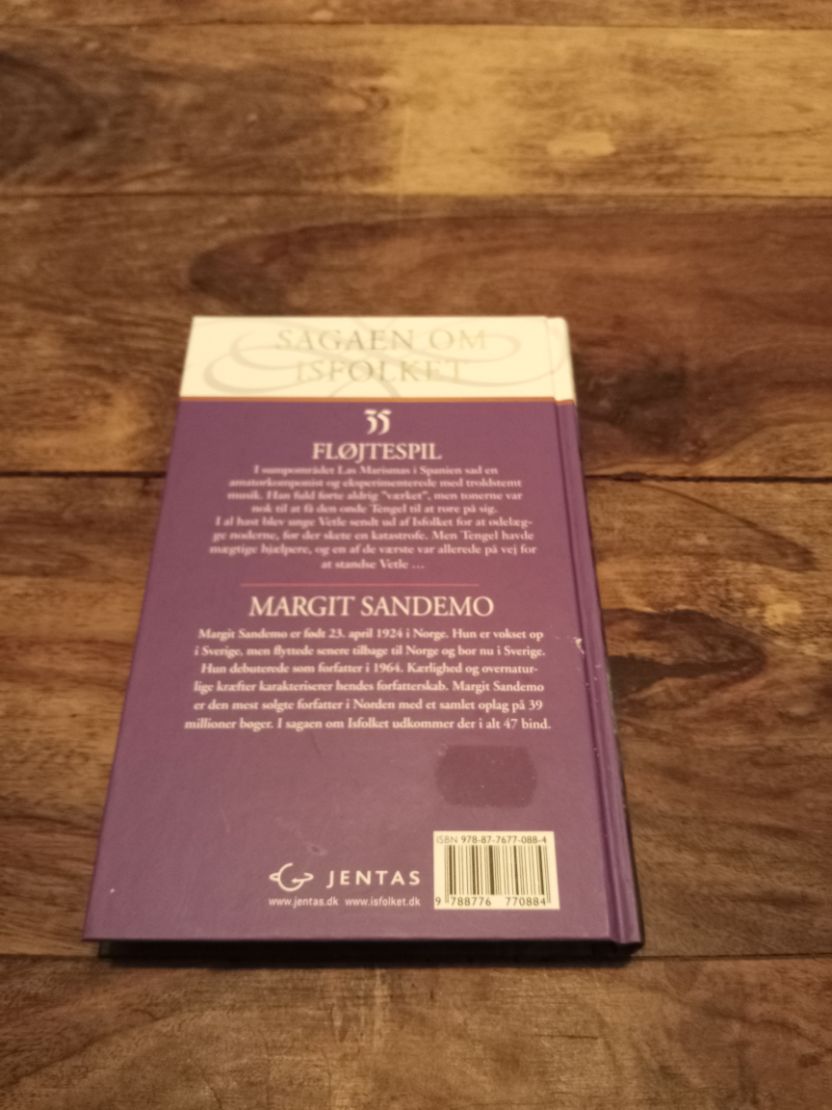 SAGAEN OM
ISFOLKET
35
FLØJTESPIL
I sumpområdet Las Marismas i Spanien sad en
amatørkomponist og eksperimenterede med troldstemt
musik. Han fuld førte aldrig "værket", men tonerne var
nok til at få den onde Tengel til at røre på sig.
I al hast blev unge Vetle sendt ud af Isfolket for at ødelæg-
ge noderne, før der skete en katastrofe. Men Tengel havde
mægtige hjælpere, og en af de værste var allerede på vej for
at standse Vetle ...
MARGIT SANDEMO
Margit Sandemo er født 23. april 1924 i Norge. Hun er vokset op
i Sverige, men flyttede senere tilbage til Norge og bor nu i Sverige.
Hun debuterede som forfatter i 1964. Kærlighed og overnatur-
lige kræfter karakteriserer hendes forfatterskab. Margit Sandemo
er den mest solgte forfatter i Norden med et samlet oplag på 39
millioner bøger. I sagaen om Isfolket udkommer der i alt 47 bind.
ISBN 978-87-7677-088-4
JENTAS
www.jentas.dk www.isfolket.dk
9 788776 770884